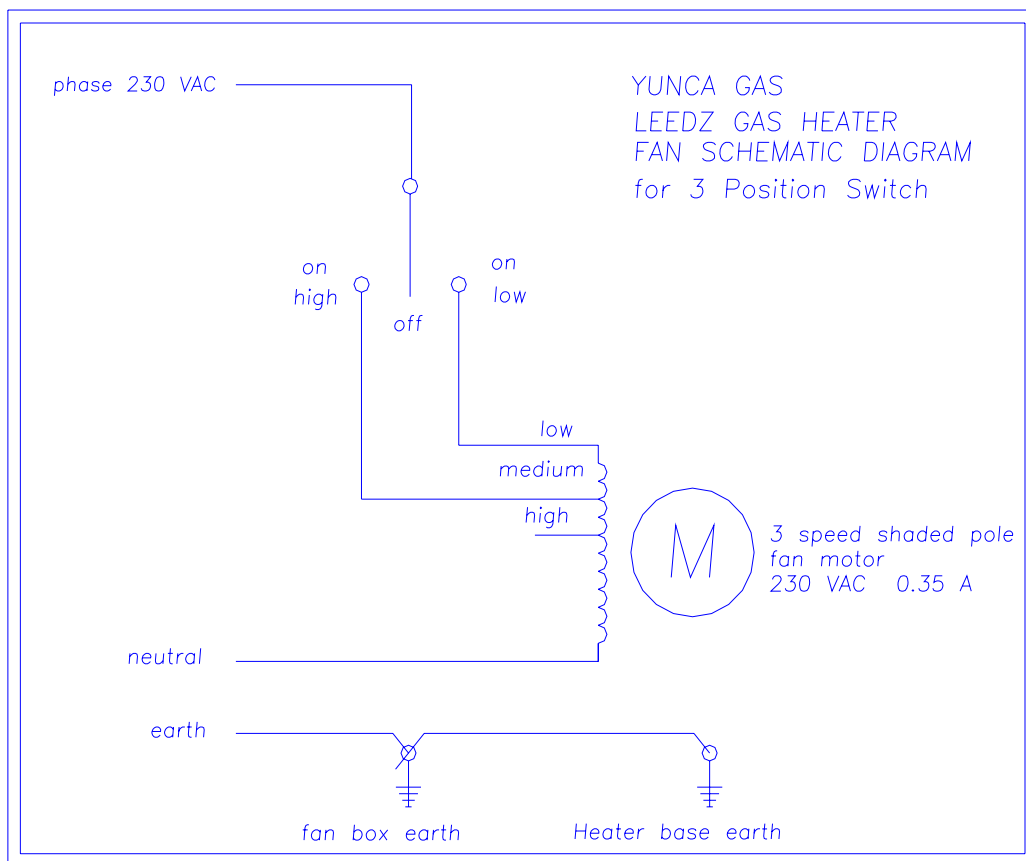 phase 230 VAC
YUNCA GAS
LEEDZ GAS HEATER
FAN SCHEMATIC DIAGRAM
for 3 Position Switch
on
high
off
on
low
low
medium
high
M
3 speed shaded pole
fan motor
230 VAC 0.35 A
neutral
earth
fan box earth
Heater base earth